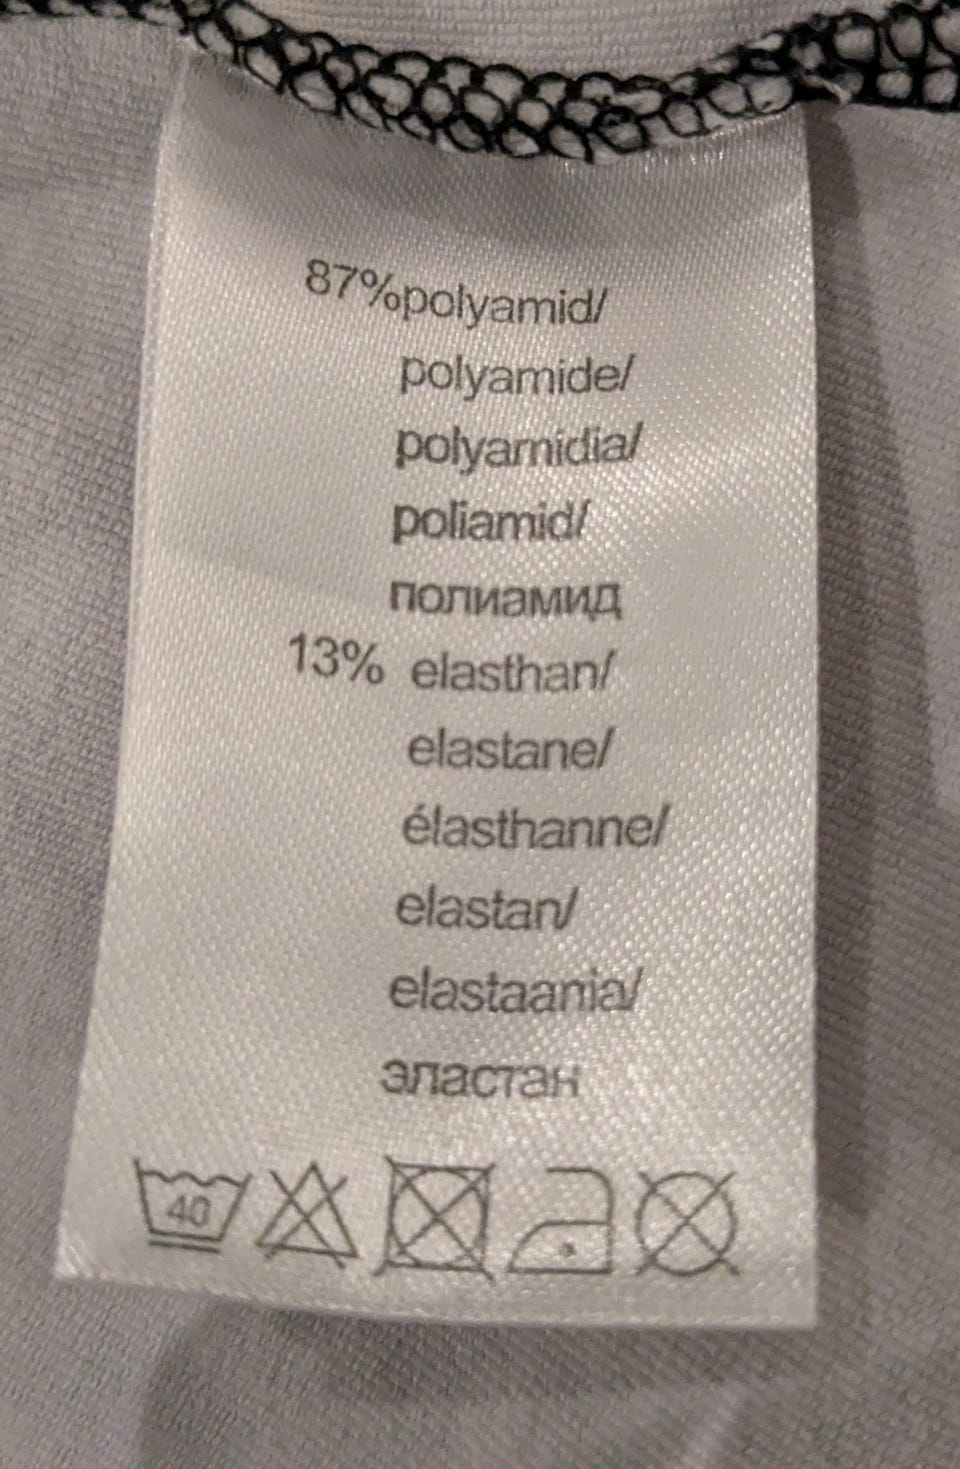 87%polyamid/
polyamide/
polyamidia/
poliamid/
полиамид
13% elasthan/
elastane/
élasthanne/
elastan/
elastaania/
эластан
40